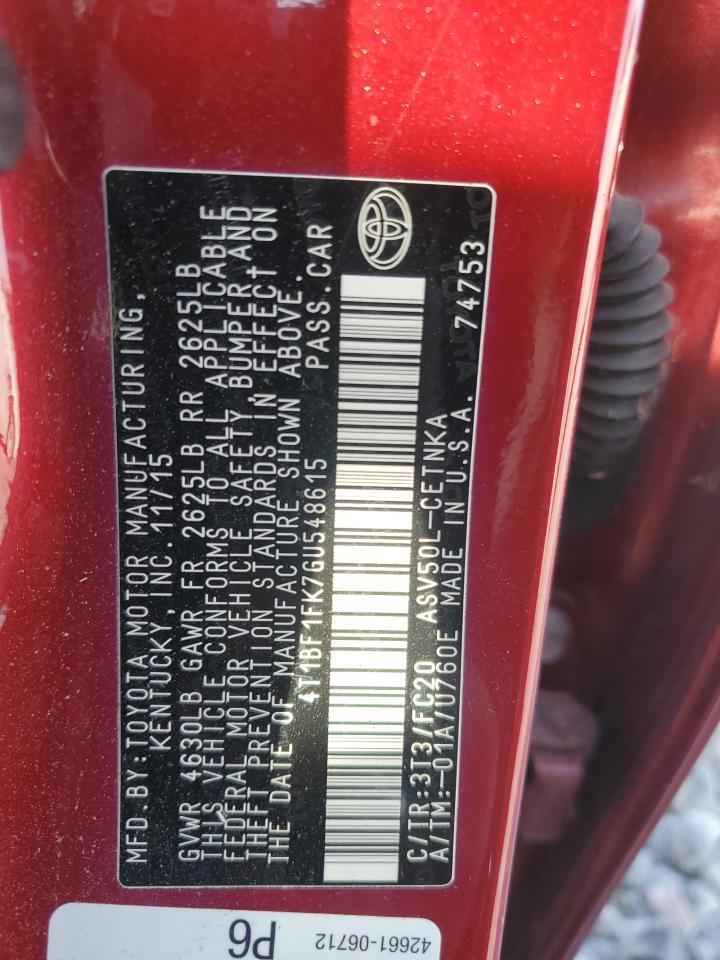 MFD.BY:TOYOTA MOTOR MANUFACTURING,
KENTUCKY,INC. 11/15
GVWR 4630LB GAWR FR 2625LB RR 2625LB
THIS VEHICLE CONFORMS TO ALL APPLICABLE
FEDERAL MOTOR VEHICLE SAFETY,BUMPER,AND
THEFT PREVENTION STANDARDS IN EFFECT ON
THE DATE OF MANUFACTURE SHOWN ABOVE.
4T1BF1FK7GU548615 PASS.CAR
C/TR:3T3/FC20 ASV50L-CETNKA
A/TM:-01A/U760E MADE IN U.S.A. 74753
P6
42661-06712